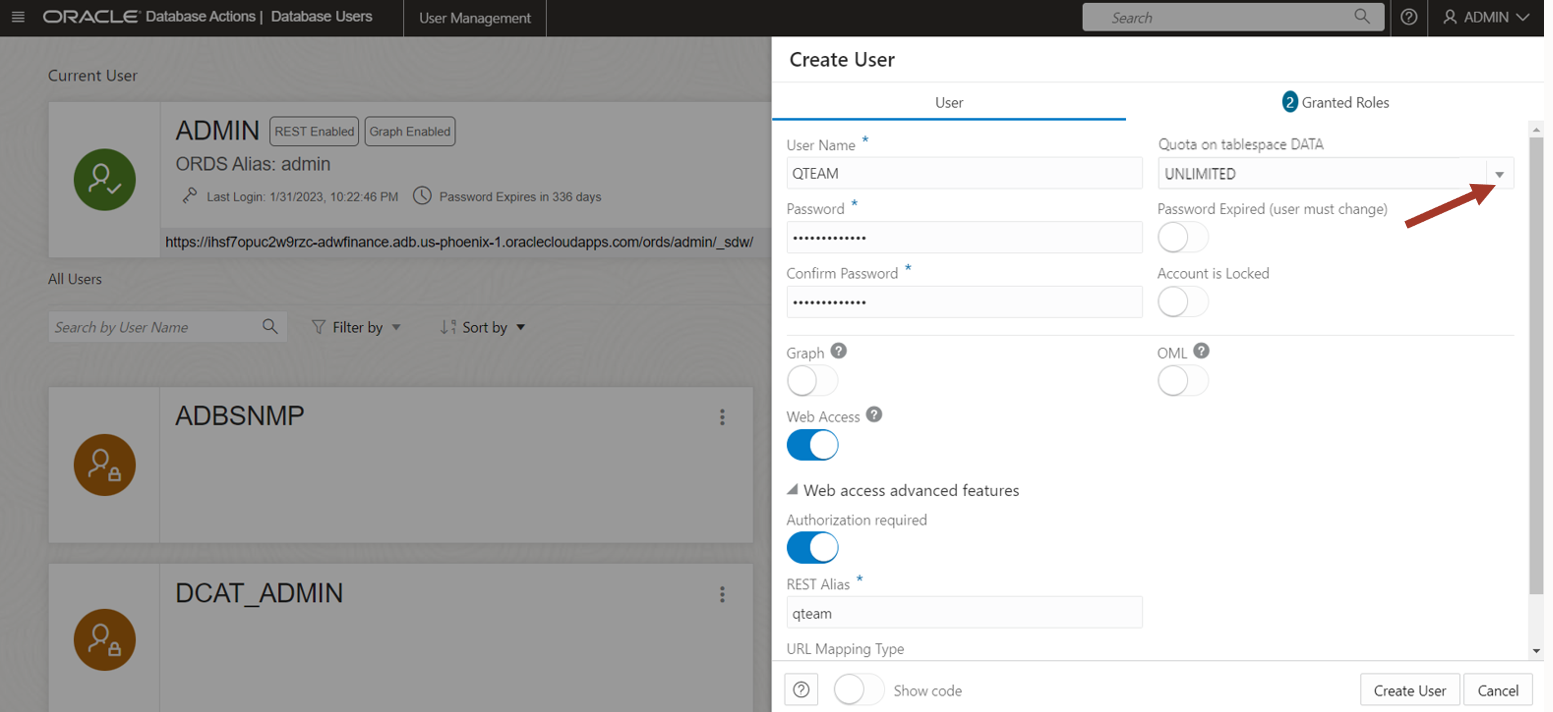 ORACLE Database Actions | Database Users
User Management
Search
ADMIN
Current User
ADMIN REST Enabled Graph Enabled
ORDS Alias: admin
Last Login: 1/31/2023, 10:22:46 PM Password Expires in 336 days
https://ihsf7opuc2w9rzc-adwfinance.adb.us-phoenix-1.oraclecloudapps.com/ords/admin/_sdw/
All Users
Search by User Name
Filter by
Sort by
ADBSNMP
DCAT_ADMIN
Create User
User
2 Granted Roles
User Name *
QTEAM
Quota on tablespace DATA
UNLIMITED
Password *
•••••••••••••
Password Expired (user must change)
Confirm Password *
•••••••••••••
Account is Locked
Graph ?
OML ?
Web Access ?
Web access advanced features
Authorization required
REST Alias *
qteam
URL Mapping Type
? Show code
Create User
Cancel